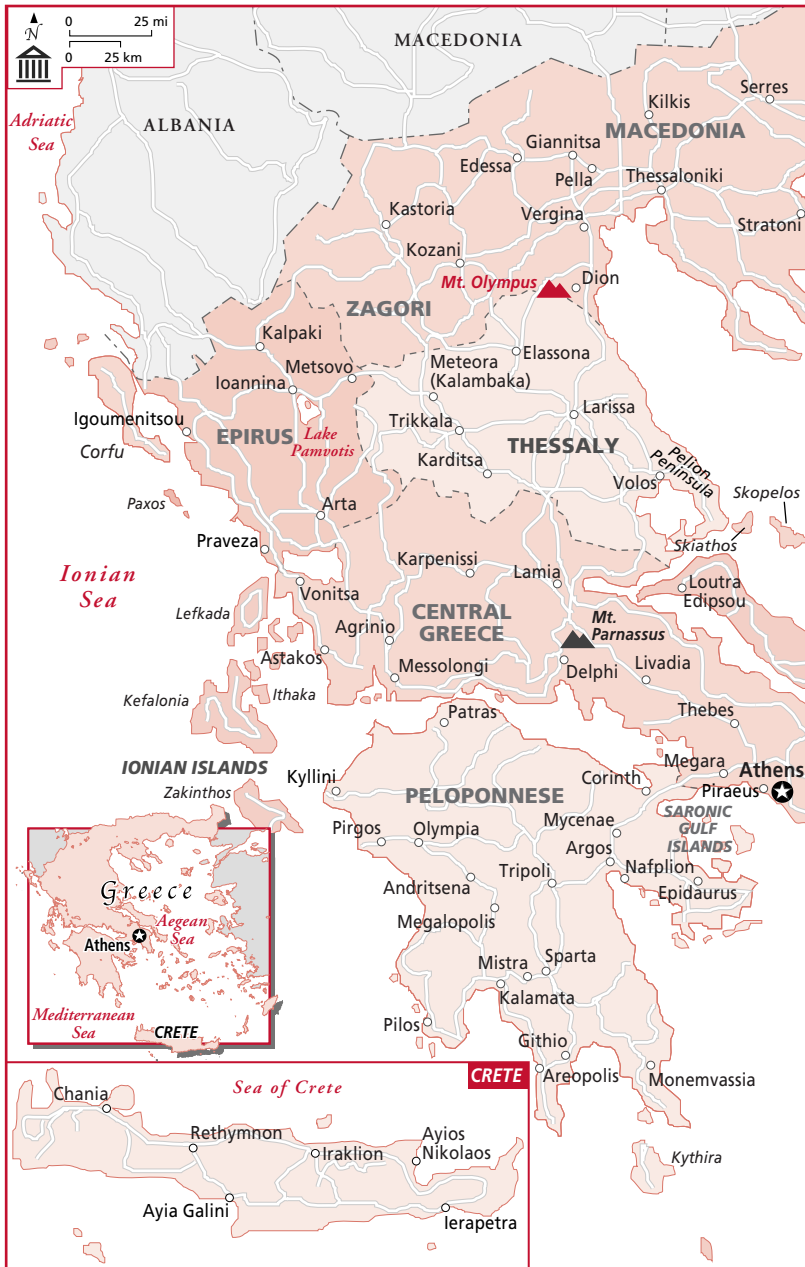 N
0 25 mi
0 25 km
MACEDONIA
ALBANIA
Adriatic
Sea
Kilkis
Serres
MACEDONIA
Giannitsa
Edessa
Pella
Thessaloniki
Kastoria
Vergina
Stratoni
Kozani
Mt. Olympus
Dion
ZAGORI
Kalpaki
Elassona
Metsovo
Meteora
(Kalambaka)
Ioannina
Igoumenitsou
Larissa
Trikkala
EPIRUS
Lake
Pamvotis
Corfu
THESSALY
Karditsa
Pelion
Peninsula
Volos
Skopelos
Paxos
Arta
Praveza
Skiathos
Karpenissi
Lamia
Ionian
Sea
Vonitsa
Loutra
Edipsou
Lefkada
CENTRAL
GREECE
Mt.
Parnassus
Agrinio
Astakos
Messolongi
Delphi
Livadia
Kefalonia
Ithaka
Patras
Thebes
IONIAN ISLANDS
Megara
Athens
Kyllini
Corinth
Piraeus
Zakinthos
PELOPONNESE
SARONIC
GULF
ISLANDS
Mycenae
Pirgos
Olympia
Argos
Tripoli
Nafplion
Andritsena
Epidaurus
Megalopolis
Greece
Aegean
Sea
Athens
Mistra
Sparta
Kalamata
Mediterranean
Sea
CRETE
Pilos
Githio
Areopolis
Monemvassia
CRETE
Sea of Crete
Chania
Rethymnon
Iraklion
Ayios
Nikolaos
Kythira
Ayia Galini
Ierapetra